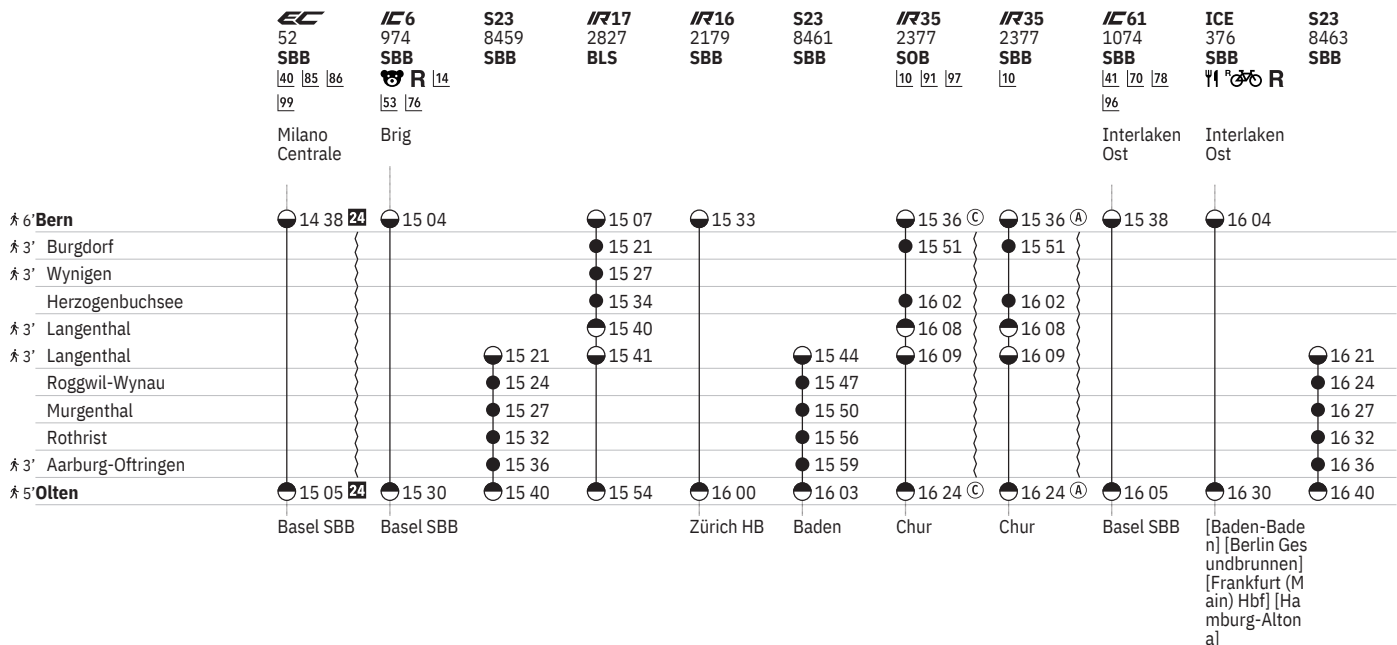 EC IC6 S23 IR17 IR16 S23 IR35 IR35 IC61 ICE S23
52 974 8459 2827 2179 8461 2377 2377 1074 376 8463
SBB SBB SBB BLS SBB SBB SOB SBB SBB SBB SBB
40 85 86 R 14 10 91 97 10 41 70 78 R R
99 53 76 96
Milano Brig Interlaken Interlaken
Centrale Ost Ost
6' Bern 14 38 24 15 04 15 07 15 33 15 36 C 15 36 A 15 38 16 04
3' Burgdorf 15 21 15 51 15 51
3' Wynigen 15 27
Herzogenbuchsee 15 34 16 02 16 02
3' Langenthal 15 40 16 08 16 08
3' Langenthal 15 21 15 41 15 44 16 09 16 09 16 21
Roggwil-Wynau 15 24 15 47 16 24
Murgenthal 15 27 15 50 16 27
Rothrist 15 32 15 56 16 32
3' Aarburg-Oftringen 15 36 15 59 16 36
5' Olten 15 05 24 15 30 15 40 15 54 16 00 16 03 16 24 C 16 24 A 16 05 16 30 16 40
Basel SBB Basel SBB Zürich HB Baden Chur Chur Basel SBB [Baden-Bade
n] [Berlin Ges
undbrunnen]
[Frankfurt (M
ain) Hbf] [Ha
mburg-Alton
a]